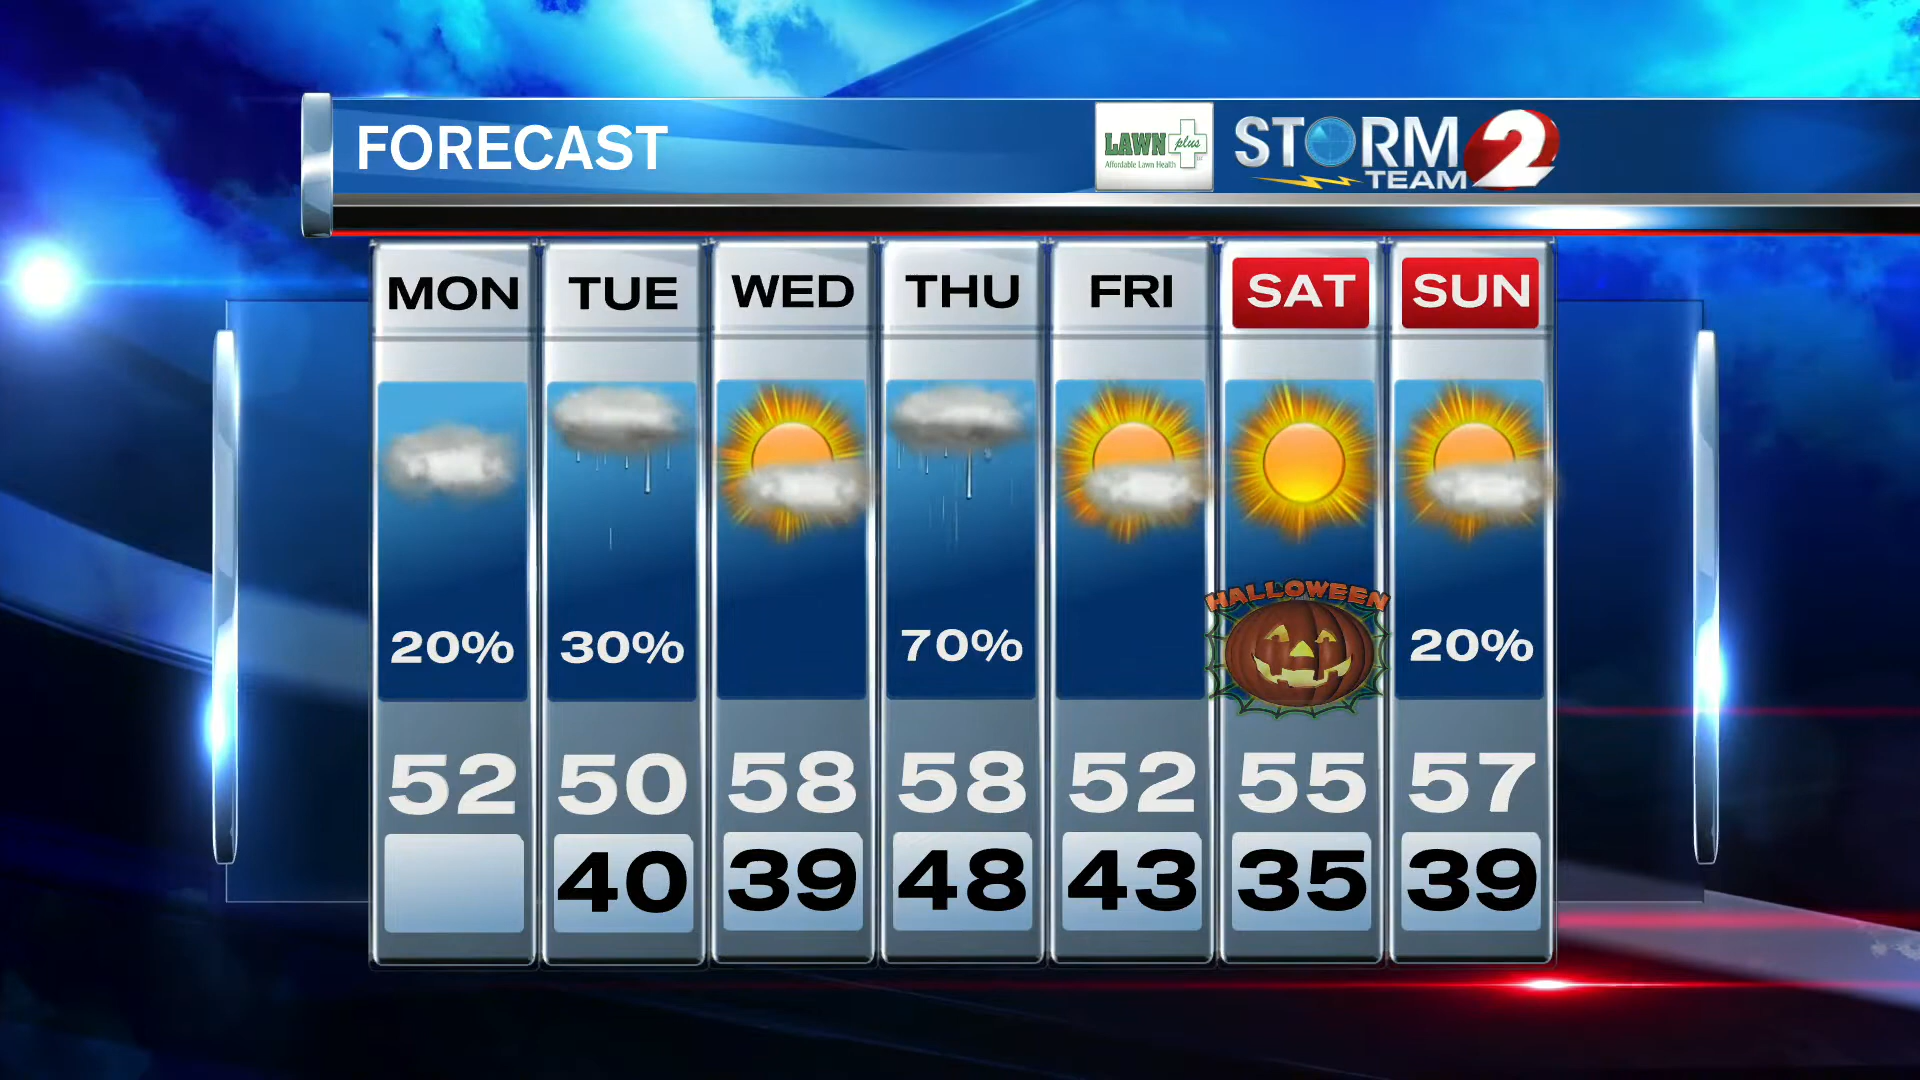 FORECAST
LAWN plus
Affordable Lawn Health
STORM
TEAM
2
MON TUE WED THU FRI SAT SUN
HALLOWEEN
20% 30% 70% 20%
52 50 58 58 52 55 57
40 39 48 43 35 39